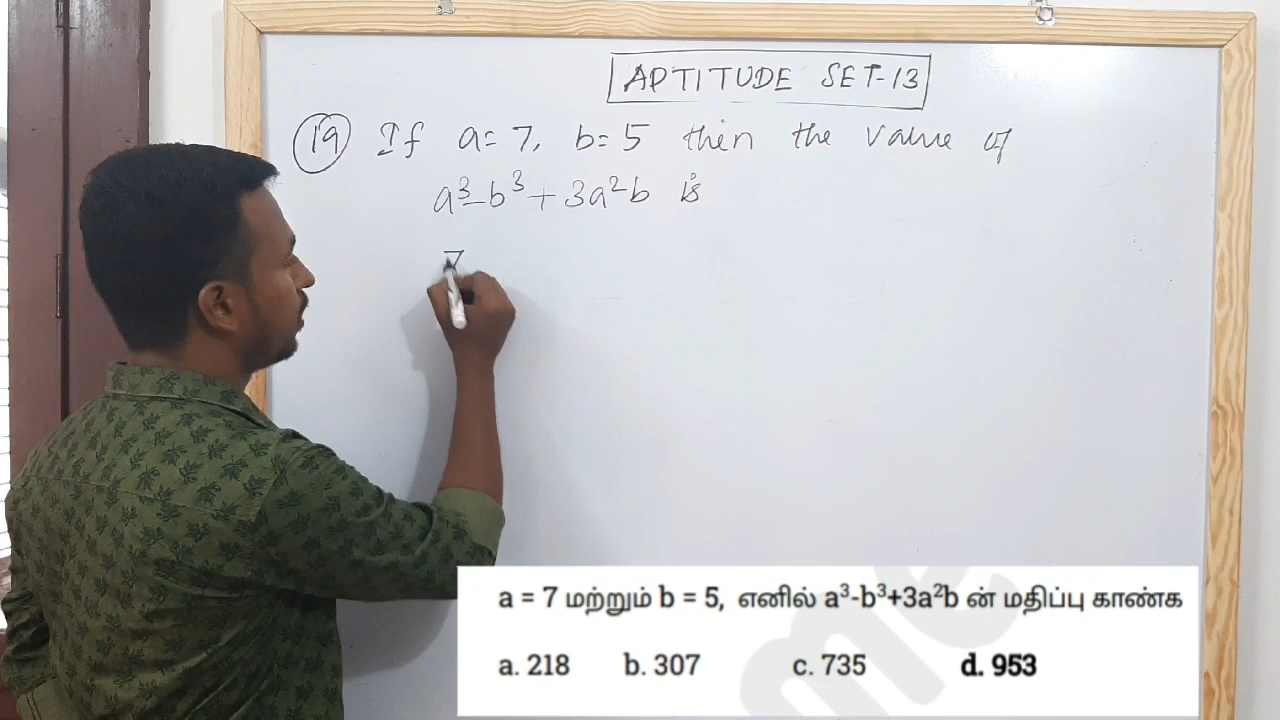 APTITUDE SET-13
19 If a = 7, b = 5 then the value of
a³-b³+3a²b is
7
a = 7 மற்றும் b = 5, எனில் a³-b³+3a²b ன் மதிப்பு காண்க
a. 218 b. 307 c. 735 d. 953
me